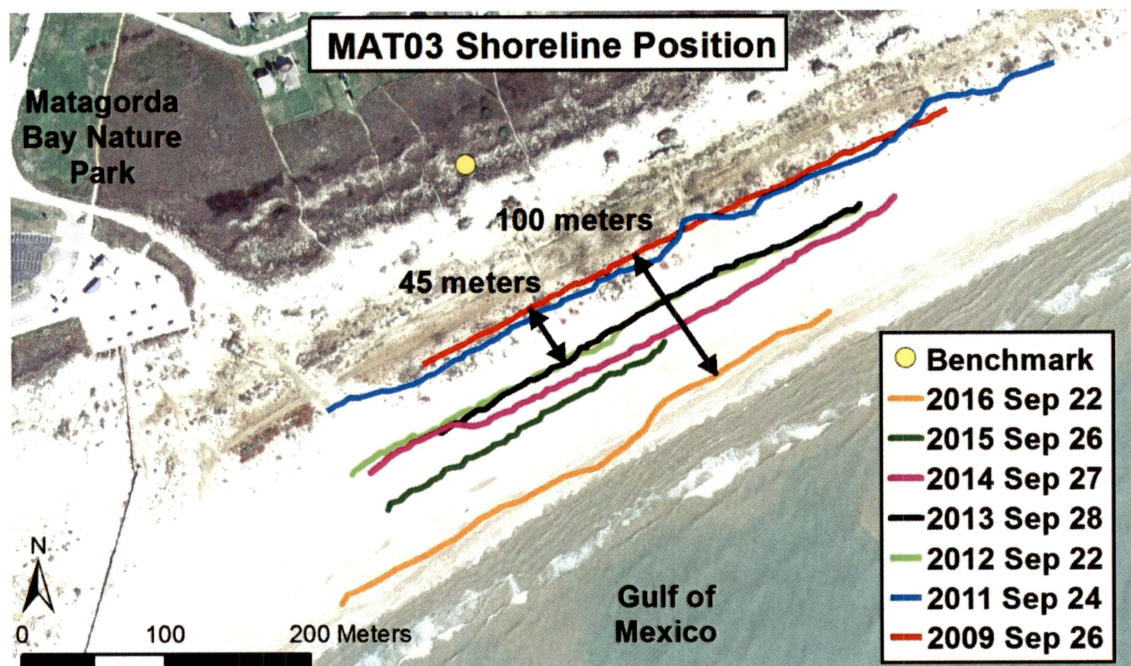 MAT03 Shoreline Position
Matagorda
Bay Nature
Park
100 meters
45 meters
Benchmark
2016 Sep 22
2015 Sep 26
2014 Sep 27
2013 Sep 28
2012 Sep 22
2011 Sep 24
2009 Sep 26
N
Gulf of
Mexico
0 100 200 Meters